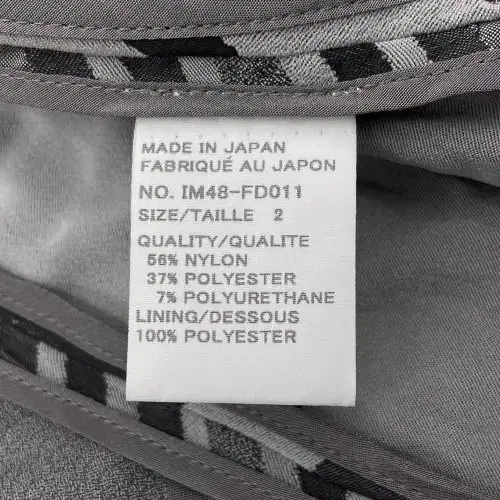 MADE IN JAPAN
FABRIQUÉ AU JAPON
NO. IM48-FD011
SIZE/TAILLE 2
QUALITY/QUALITE
56% NYLON
37% POLYESTER
7% POLYURETHANE
LINING/DESSOUS
100% POLYESTER